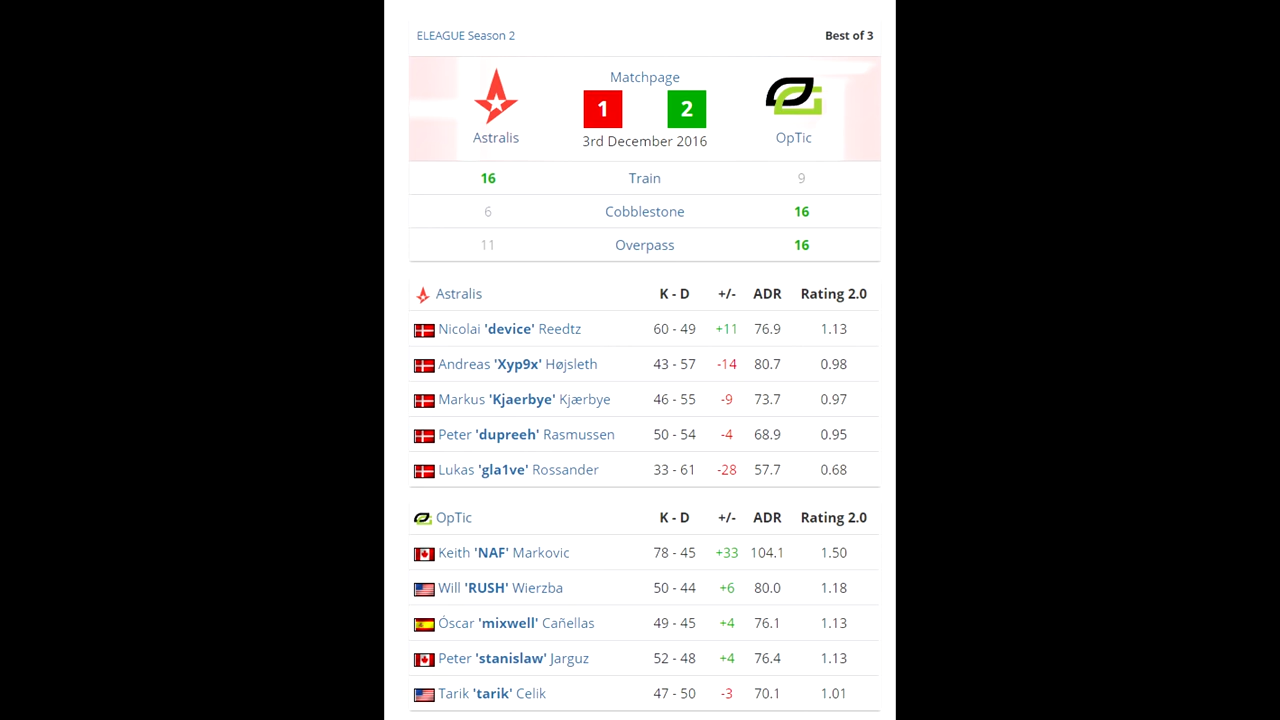 ELEAGUE Season 2 Best of 3
Matchpage
1 2
Astralis 3rd December 2016 OpTic
16 Train 9
6 Cobblestone 16
11 Overpass 16
Astralis K - D +/- ADR Rating 2.0
Nicolai 'device' Reedtz 60 - 49 +11 76.9 1.13
Andreas 'Xyp9x' Højsleth 43 - 57 -14 80.7 0.98
Markus 'Kjaerbye' Kjærbye 46 - 55 -9 73.7 0.97
Peter 'dupreeh' Rasmussen 50 - 54 -4 68.9 0.95
Lukas 'gla1ve' Rossander 33 - 61 -28 57.7 0.68
OpTic K - D +/- ADR Rating 2.0
Keith 'NAF' Markovic 78 - 45 +33 104.1 1.50
Will 'RUSH' Wierzba 50 - 44 +6 80.0 1.18
Óscar 'mixwell' Cañellas 49 - 45 +4 76.1 1.13
Peter 'stanislaw' Jarguz 52 - 48 +4 76.4 1.13
Tarik 'tarik' Celik 47 - 50 -3 70.1 1.01